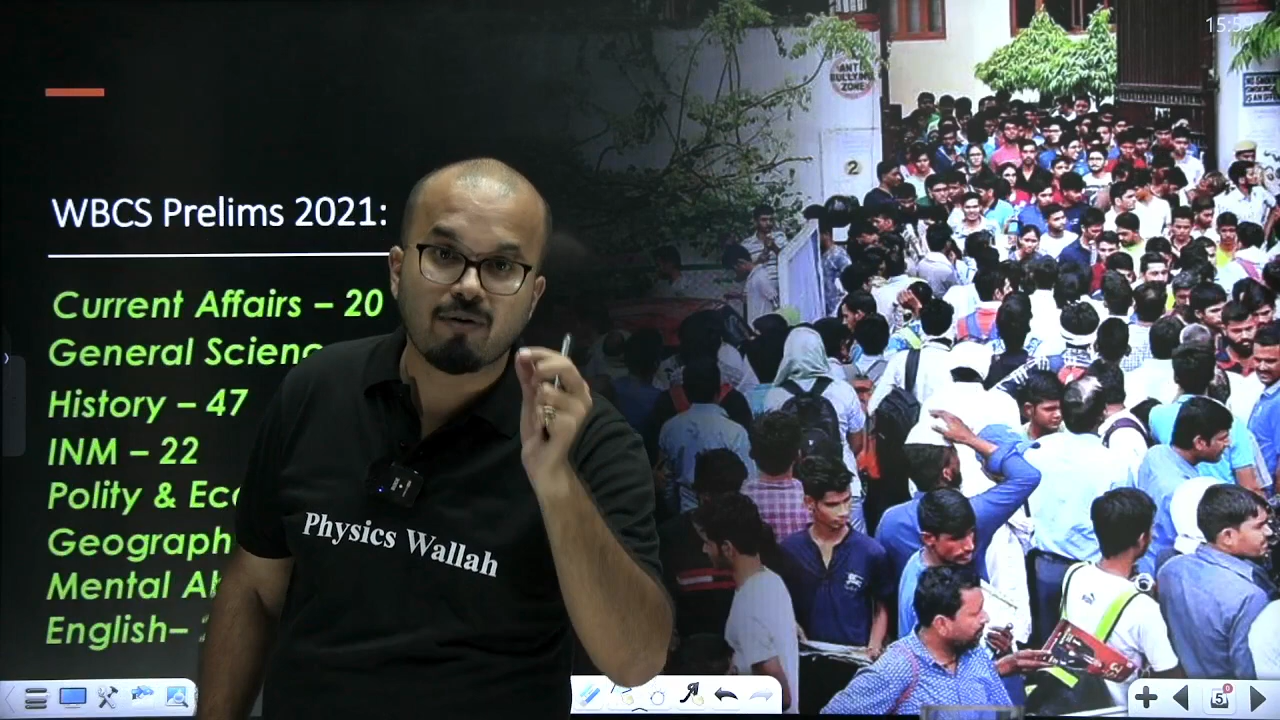 15:5
ANTI
BULLYING
ZONE
2
WBCS Prelims 2021:
Current Affairs – 20
General Scienc
History – 47
INM – 22
Polity & Ec
Geograph
Mental A
English–
Physics Wallah
5